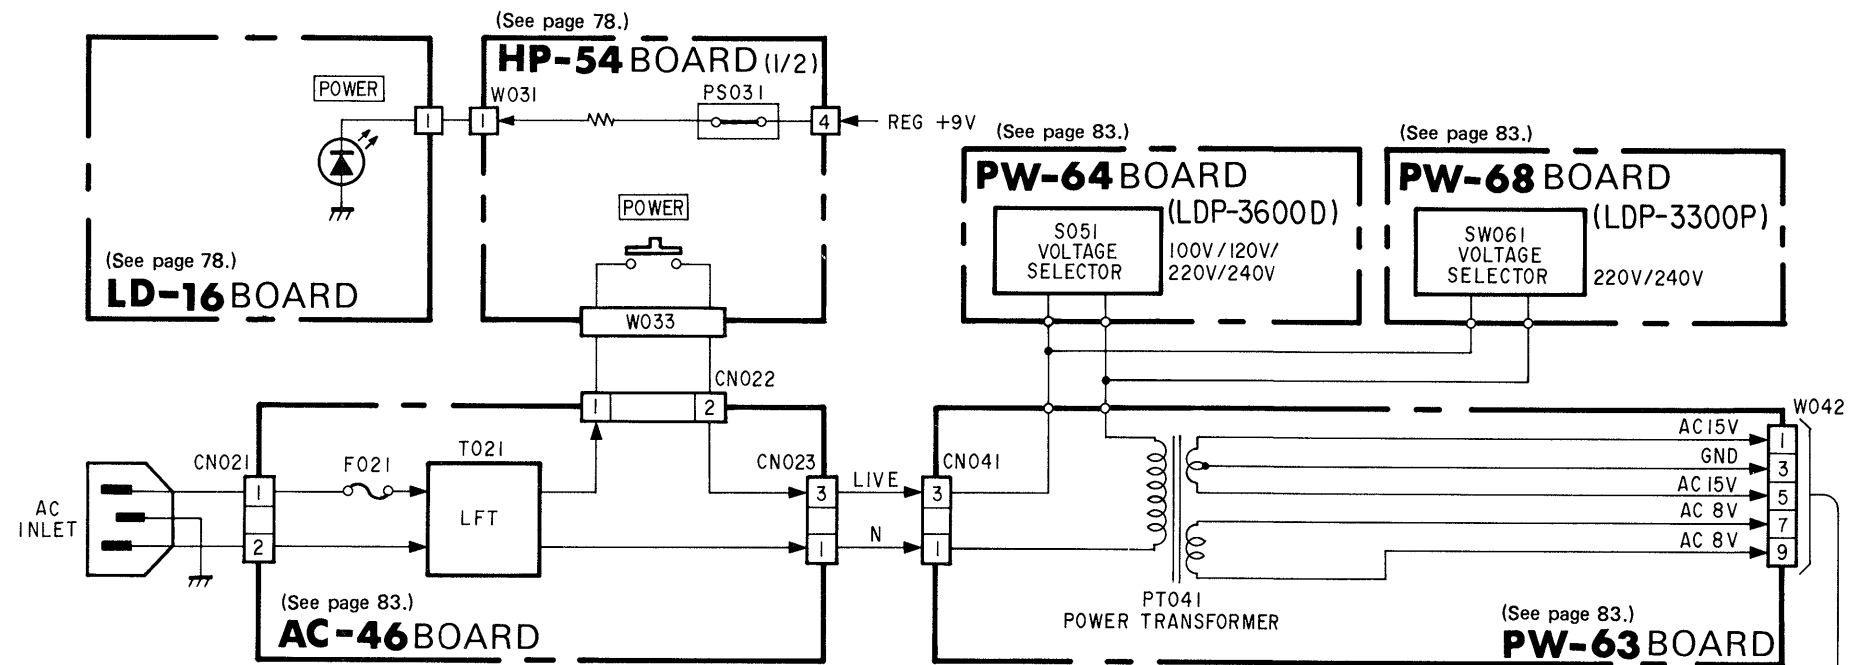 (See page 78.)
HP-54 BOARD (1/2)
POWER
W031
PS031
1
1
4
REG +9V
(See page 78.)
LD-16 BOARD
POWER
W033
(See page 83.)
PW-64 BOARD
(LDP-3600D)
S051
VOLTAGE
SELECTOR
100V/120V/
220V/240V
(See page 83.)
PW-68 BOARD
(LDP-3300P)
SW061
VOLTAGE
SELECTOR
220V/240V
CN022
1
2
AC
INLET
CN021
1
2
F021
T021
LFT
CN023
3
1
LIVE
N
CN041
3
1
(See page 83.)
AC-46 BOARD
PT041
POWER TRANSFORMER
W042
AC15V
1
GND
3
AC15V
5
AC 8V
7
AC 8V
9
(See page 83.)
PW-63 BOARD